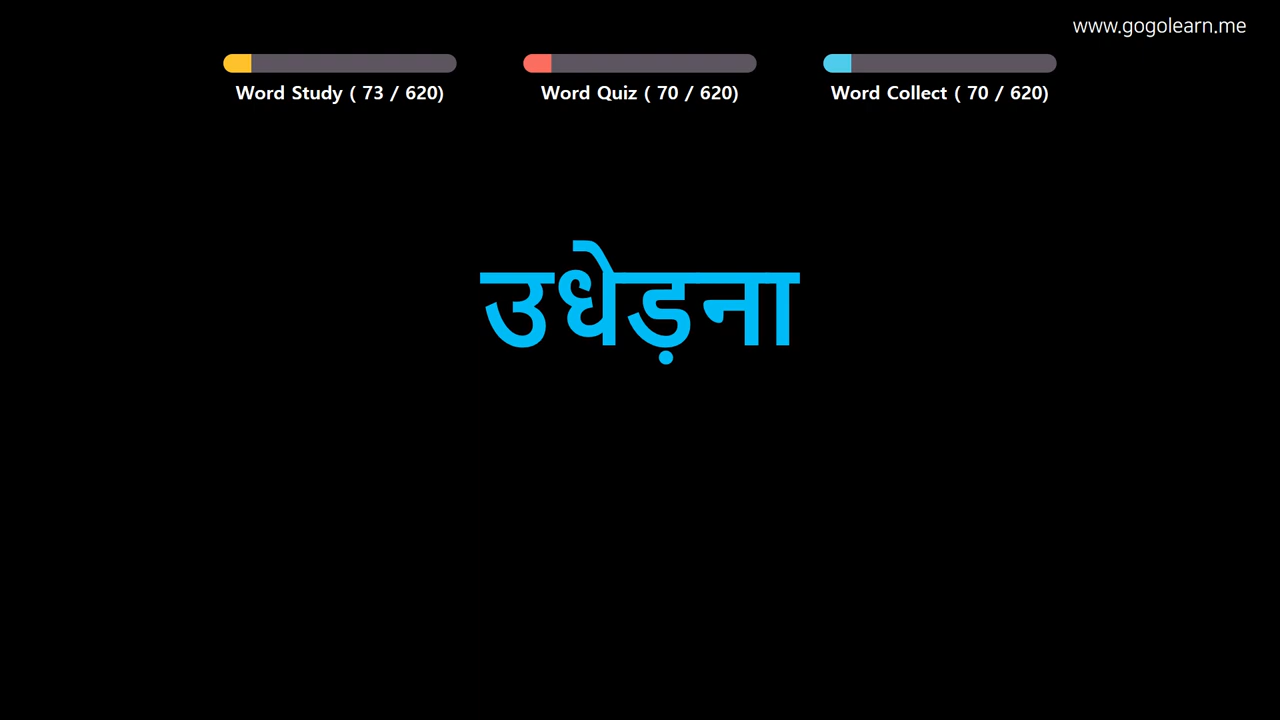 www.gogolearn.me
Word Study ( 73 / 620)
Word Quiz ( 70 / 620)
Word Collect ( 70 / 620)
उधेड़ना